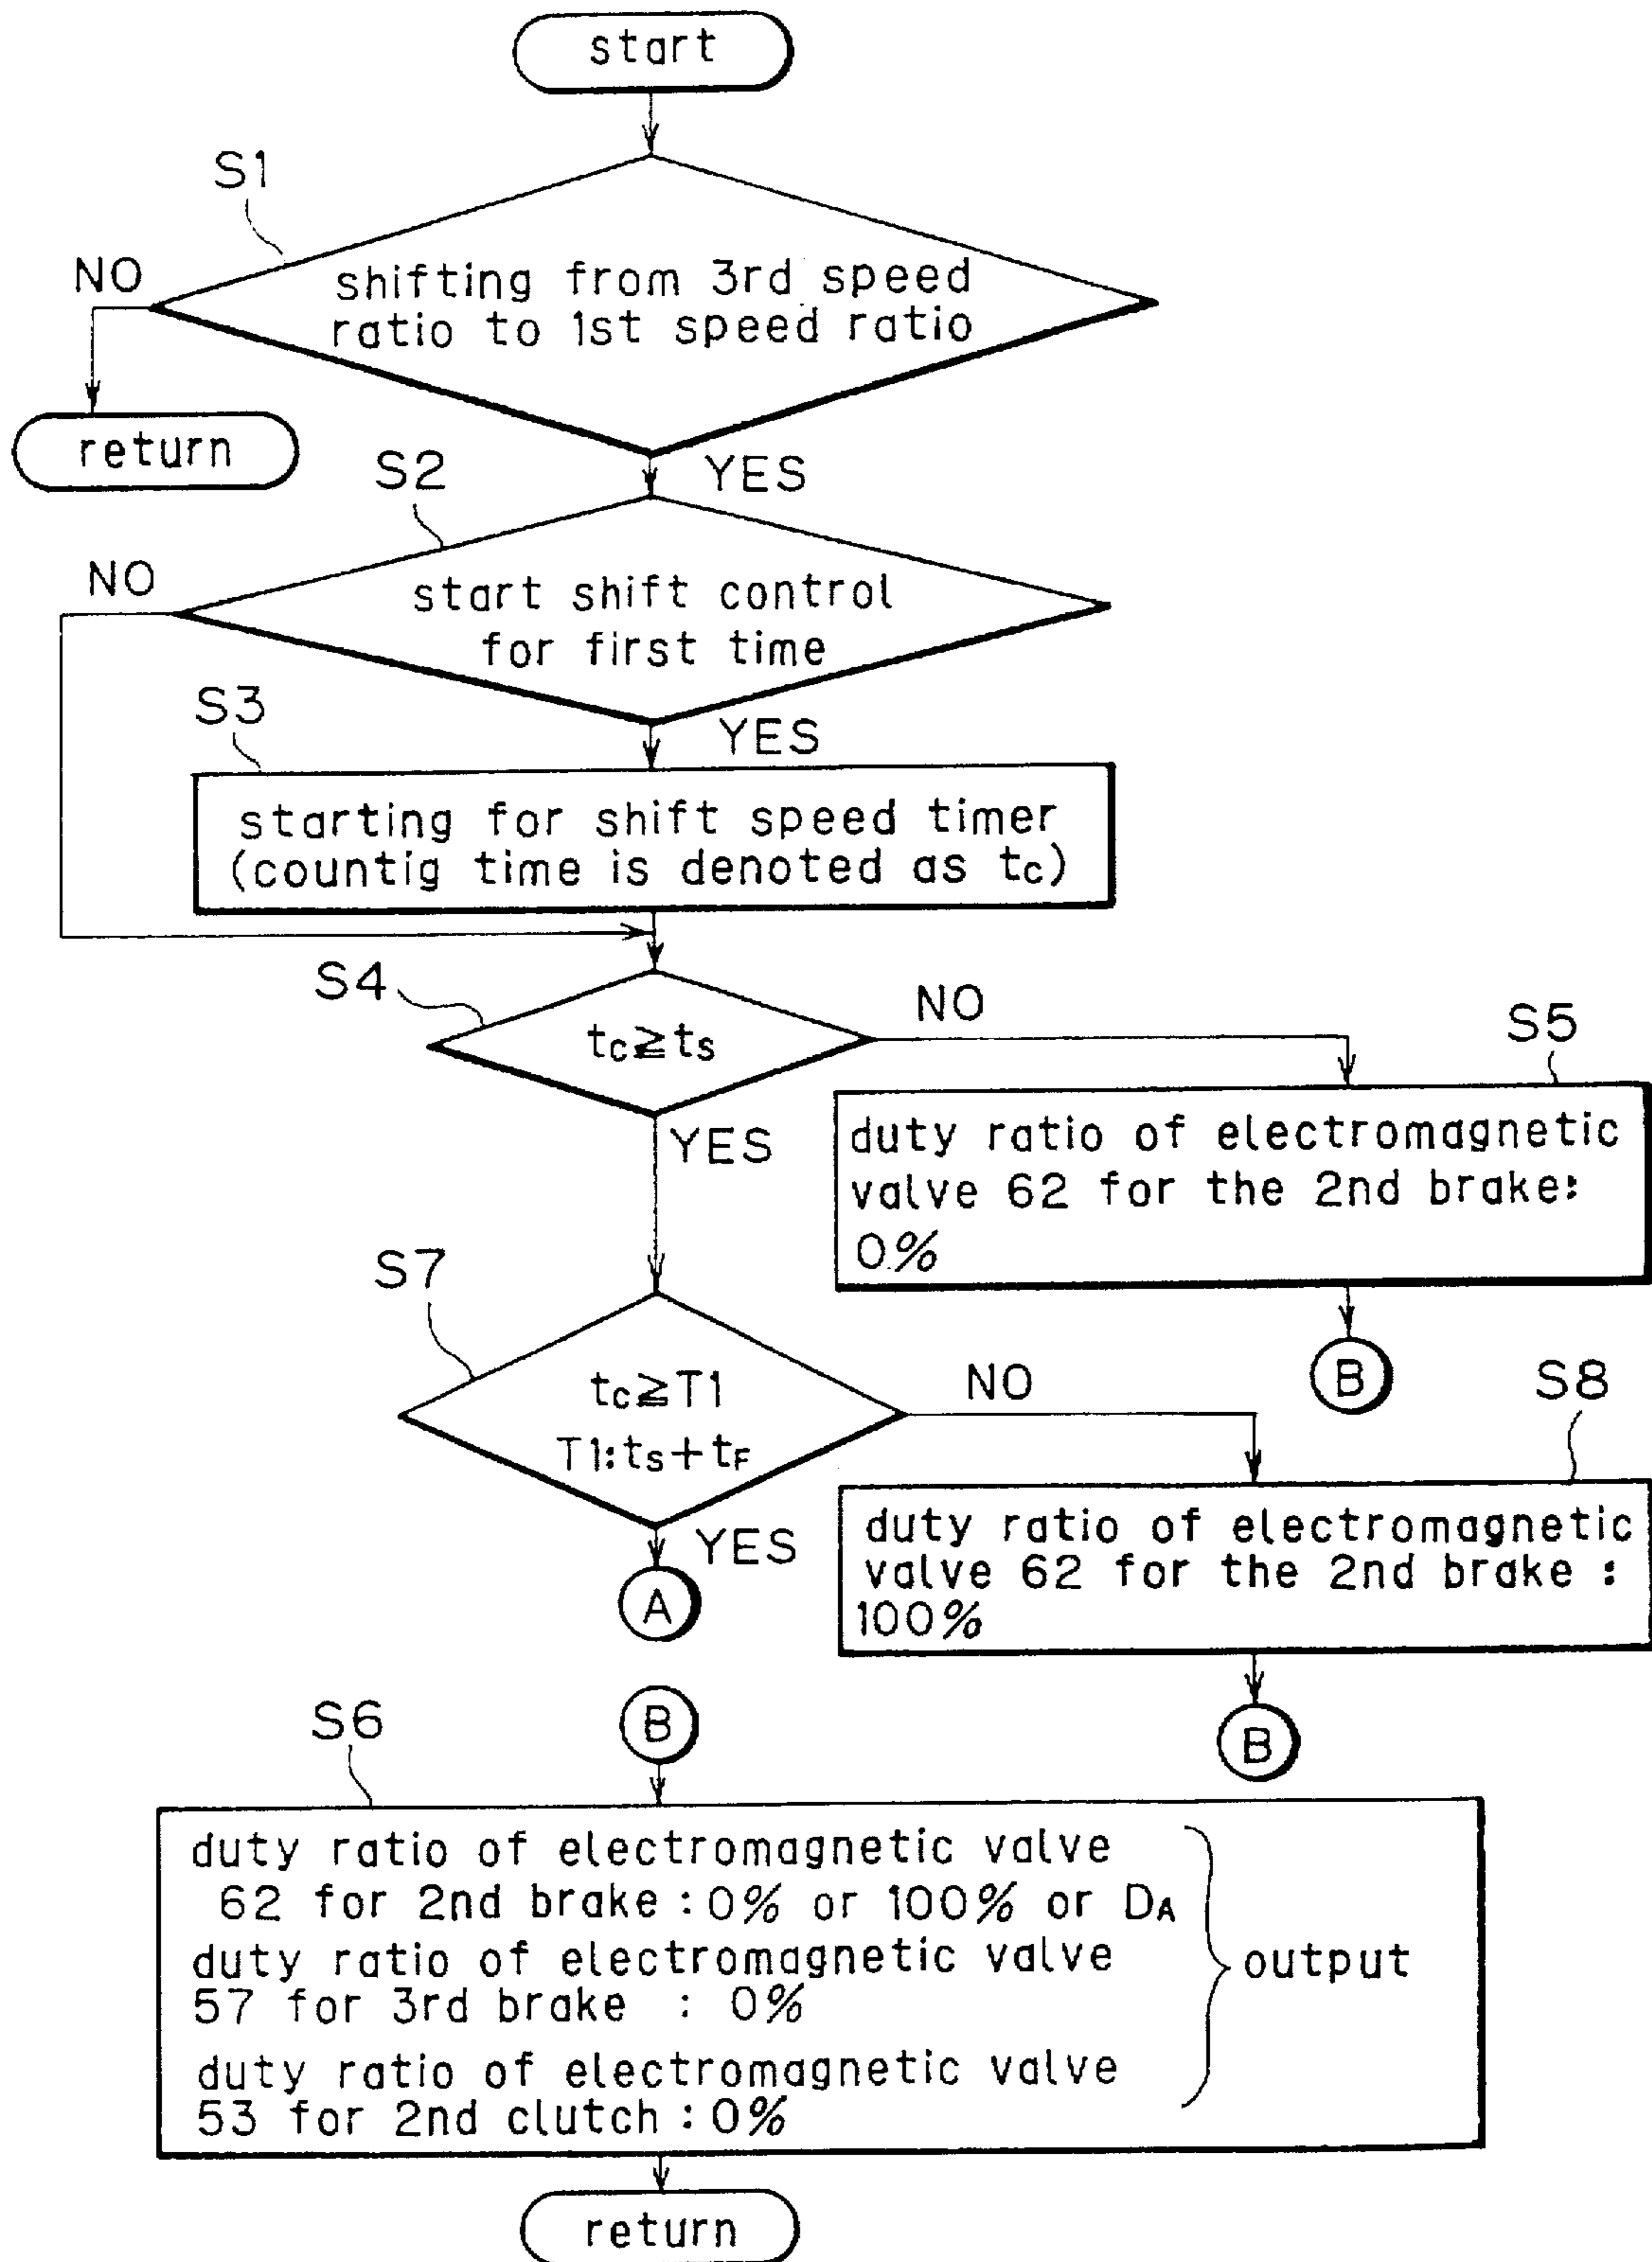 start
S1
NO
shifting from 3rd speed
ratio to 1st speed ratio
return
YES
S2
NO
start shift control
for first time
YES
S3
starting for shift speed timer
(countig time is denoted as tc)
S4
tc≧ts
NO
YES
S5
duty ratio of electromagnetic
valve 62 for the 2nd brake:
0%
B
S7
tc≧T1
T1:ts+tF
NO
YES
A
S8
duty ratio of electromagnetic
valve 62 for the 2nd brake :
100%
B
B
S6
duty ratio of electromagnetic valve
62 for 2nd brake : 0% or 100% or DA
duty ratio of electromagnetic valve
57 for 3rd brake : 0%
duty ratio of electromagnetic valve
53 for 2nd clutch : 0%
output
return